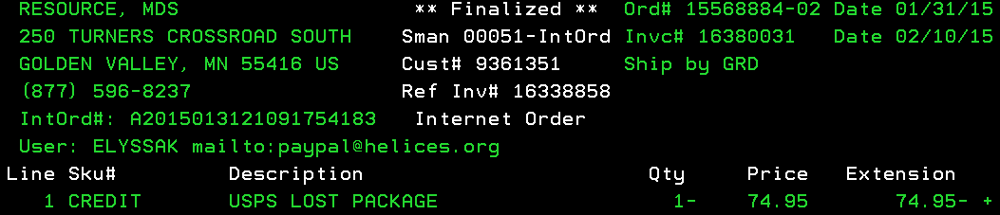 RESOURCE, MDS ** Finalized ** Ord# 15568884-02 Date 01/31/15
250 TURNERS CROSSROAD SOUTH Sman 00051-IntOrd Invc# 16380031 Date 02/10/15
GOLDEN VALLEY, MN 55416 US Cust# 9361351 Ship by GRD
(877) 596-8237 Ref Inv# 16338858
IntOrd#: A20150131210917 54183 Internet Order
User: ELYSSAK mailto:paypal@helices.org
Line Sku# Description Qty Price Extension
1 CREDIT USPS LOST PACKAGE 1- 74.95 74.95- +